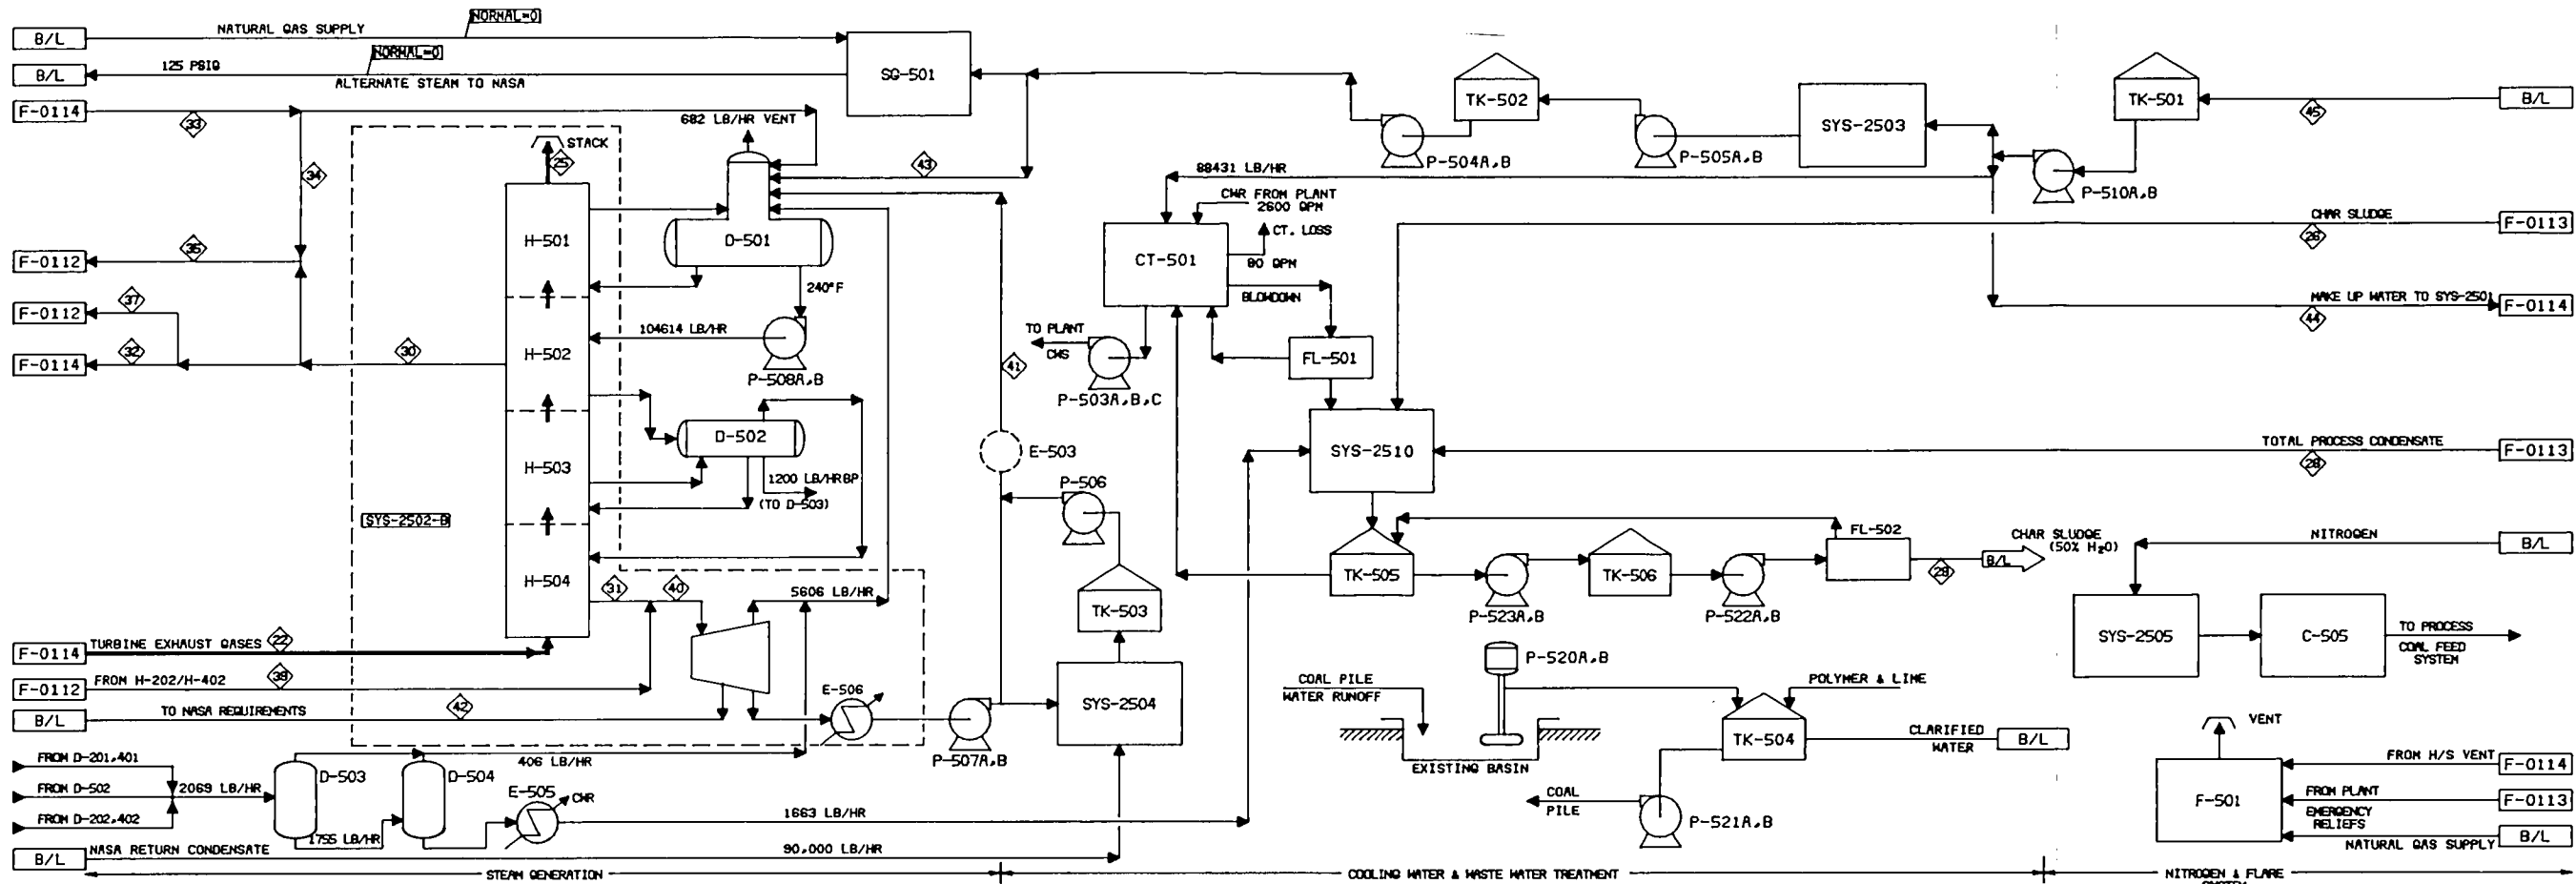 B/L
NATURAL GAS SUPPLY
NORMAL=0
B/L
125 PSIG
NORMAL=0
ALTERNATE STEAM TO NASA
SG-501
F-0114
33
34
F-0112
35
F-0112
37
F-0114
32
30
STACK
25
682 LB/HR VENT
43
H-501
D-501
240°F
104614 LB/HR
H-502
P-508A,B
D-502
H-503
1200 LB/HR BP
(TO D-503)
SYS-2502-B
H-504
31
40
5606 LB/HR
41
E-503
P-506
TK-503
F-0114
TURBINE EXHAUST GASES
22
F-0112
FROM H-202/H-402
39
B/L
TO NASA REQUIREMENTS
42
E-506
P-507A,B
SYS-2504
FROM D-201,401
FROM D-502
FROM D-202,402
2069 LB/HR
D-503
1755 LB/HR
D-504
406 LB/HR
E-505
CWR
1663 LB/HR
B/L
NASA RETURN CONDENSATE
90,000 LB/HR
STEAM GENERATION
TK-502
P-504A,B
P-505A,B
SYS-2503
TK-501
45
B/L
P-510A,B
88431 LB/HR
CWR FROM PLANT
2600 GPM
CT-501
CT. LOSS
80 GPM
BLOWDOWN
TO PLANT
CWS
P-503A,B,C
FL-501
CHAR SLUDGE
26
F-0113
MAKE UP WATER TO SYS-2501
44
F-0114
SYS-2510
TOTAL PROCESS CONDENSATE
28
F-0113
TK-505
P-523A,B
TK-506
P-522A,B
FL-502
29
B/L
CHAR SLUDGE
(50% H₂O)
NITROGEN
B/L
SYS-2505
C-505
TO PROCESS
COAL FEED
SYSTEM
COAL PILE
WATER RUNOFF
P-520A,B
EXISTING BASIN
POLYMER & LIME
TK-504
CLARIFIED
WATER
B/L
COAL
PILE
P-521A,B
VENT
F-501
FROM H/S VENT
F-0114
FROM PLANT
F-0113
EMERGENCY
RELIEFS
NATURAL GAS SUPPLY
B/L
COOLING WATER & WASTE WATER TREATMENT
NITROGEN & FLARE
SYSTEM